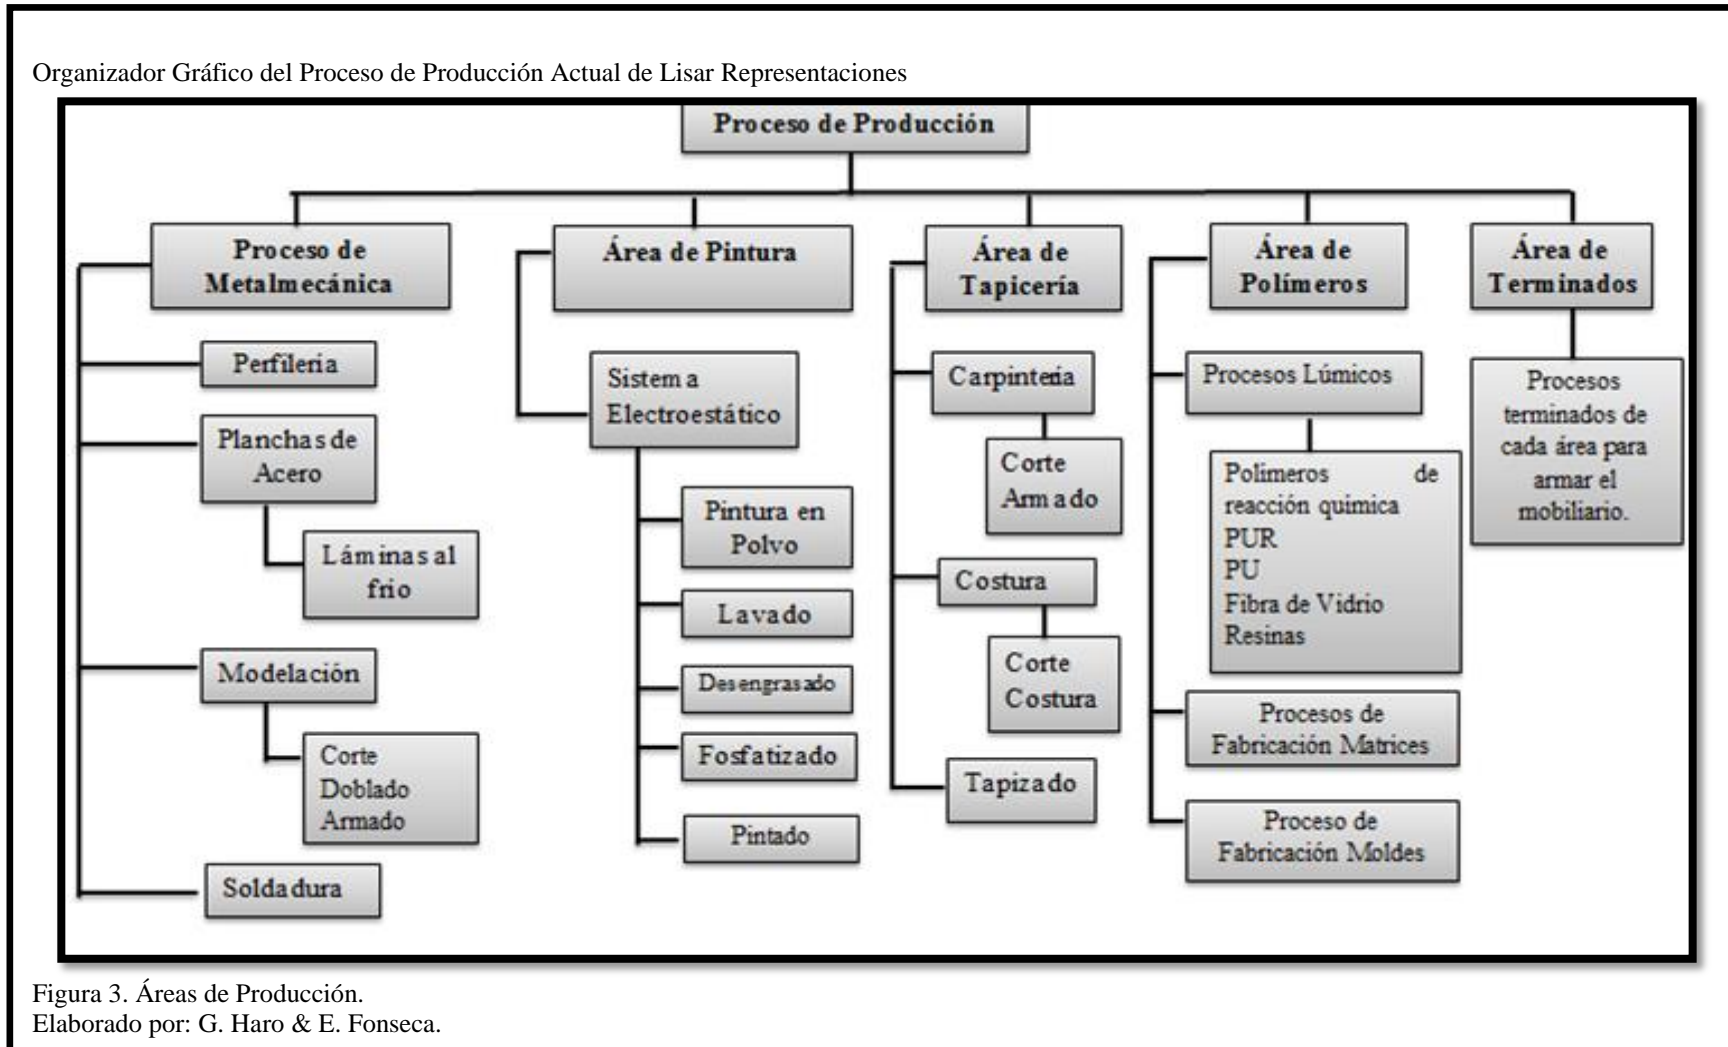 Organizador Gráfico del Proceso de Producción Actual de Lisar Representaciones
Proceso de Producción
Proceso de
Metalmecánica
Perfileria
Planchas de
Acero
Láminas al
frio
Modelación
Corte
Doblado
Armado
Soldadura
Área de Pintura
Sistema
Electroestático
Pintura en
Polvo
Lavado
Desengrasado
Fosfatizado
Pintado
Área de
Tapicería
Carpintería
Corte
Armado
Costura
Corte
Costura
Tapizado
Área de
Polímeros
Procesos Lúmicos
Polimeros de
reacción quimica
PUR
PU
Fibra de Vidrio
Resinas
Procesos de
Fabricación Matrices
Proceso de
Fabricación Moldes
Área de
Terminados
Procesos
terminados de
cada área para
armar el
mobiliario.
Figura 3. Áreas de Producción.
Elaborado por: G. Haro & E. Fonseca.